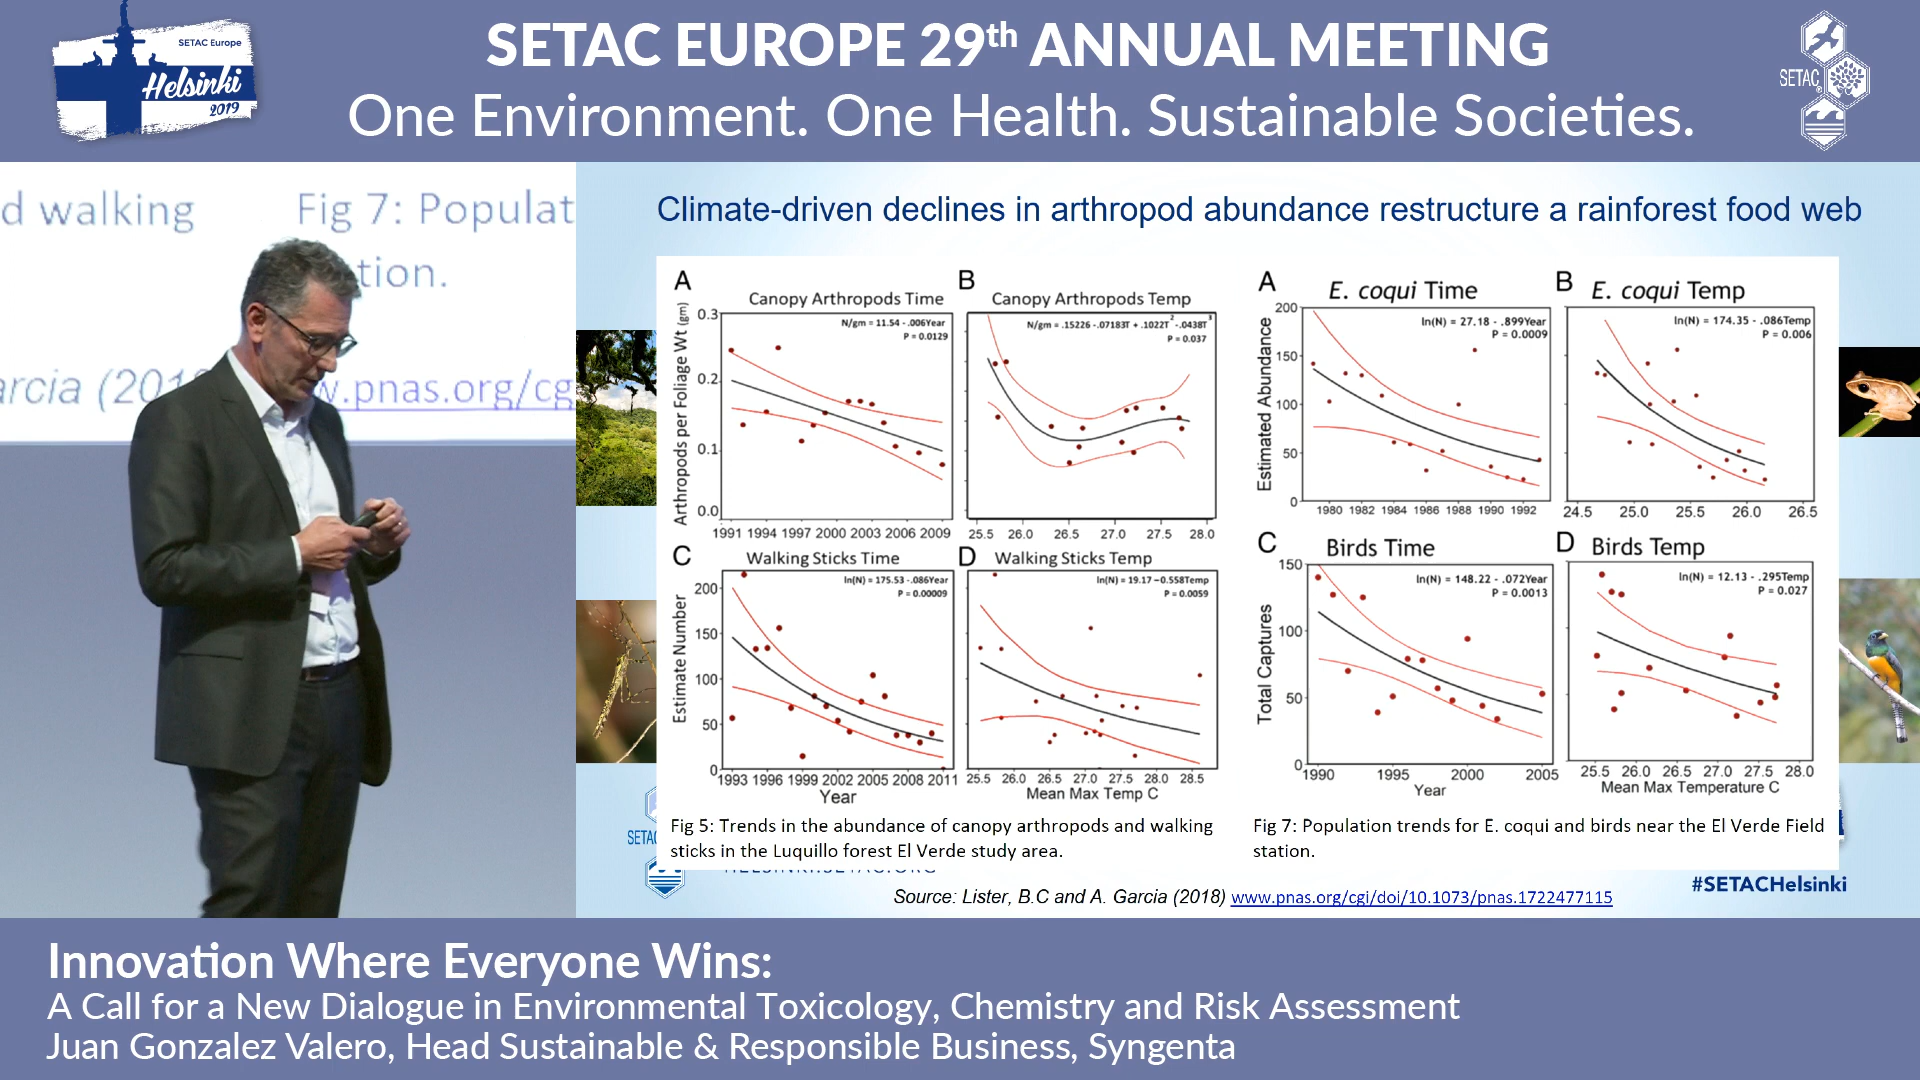 SETAC Europe
Helsinki
2019
SETAC EUROPE 29th ANNUAL MEETING
One Environment. One Health. Sustainable Societies.
SETAC
d walking Fig 7: Populat
tion.
arcia (201 w.pnas.org/cg
Climate-driven declines in arthropod abundance restructure a rainforest food web
A
Canopy Arthropods Time
N/gm = 11.54 - .006Year
P = 0.0129
Arthropods per Foliage Wt (gm)
0.3
0.2
0.1
0.0
1991 1994 1997 2000 2003 2006 2009
B
Canopy Arthropods Temp
N/gm = .15226 - .07183T + .1022T2 - .0438T3
P = 0.037
25.5 26.0 26.5 27.0 27.5 28.0
C
Walking Sticks Time
ln(N) = 175.53 - .086Year
P = 0.00009
Estimate Number
200
150
100
50
0
1993 1996 1999 2002 2005 2008 2011
Year
D
Walking Sticks Temp
ln(N) = 19.17 – 0.558Temp
P = 0.0059
25.5 26.0 26.5 27.0 27.5 28.0 28.5
Mean Max Temp C
Fig 5: Trends in the abundance of canopy arthropods and walking
sticks in the Luquillo forest El Verde study area.
A
E. coqui Time
ln(N) = 27.18 - .899Year
P = 0.0009
Estimated Abundance
200
150
100
50
0
1980 1982 1984 1986 1988 1990 1992
B
E. coqui Temp
ln(N) = 174.35 - .086Temp
P = 0.006
24.5 25.0 25.5 26.0 26.5
C
Birds Time
ln(N) = 148.22 - .072Year
P = 0.0013
Total Captures
150
100
50
0
1990 1995 2000 2005
Year
D
Birds Temp
ln(N) = 12.13 - .295Temp
P = 0.027
25.5 26.0 26.5 27.0 27.5 28.0
Mean Max Temperature C
Fig 7: Population trends for E. coqui and birds near the El Verde Field
station.
SETAC
HELSINKI.SETAC.ORG
#SETACHelsinki
Source: Lister, B.C and A. Garcia (2018) www.pnas.org/cgi/doi/10.1073/pnas.1722477115
Innovation Where Everyone Wins:
A Call for a New Dialogue in Environmental Toxicology, Chemistry and Risk Assessment
Juan Gonzalez Valero, Head Sustainable & Responsible Business, Syngenta